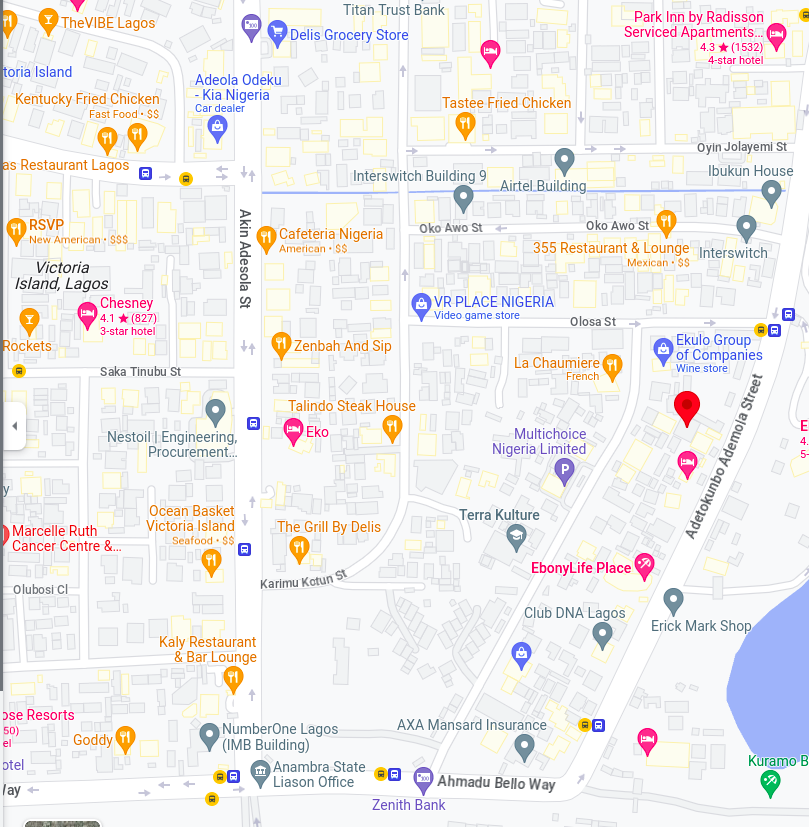 Titan Trust Bank
TheVIBE Lagos
Delis Grocery Store
Park Inn by Radisson
Serviced Apartments...
4.3 ★ (1532)
4-star hotel
toria Island
Adeola Odeku
- Kia Nigeria
Car dealer
Kentucky Fried Chicken
Fast Food • $$
Tastee Fried Chicken
Oyin Jolayemi St
as Restaurant Lagos
Interswitch Building 9
Airtel Building
Ibukun House
RSVP
New American • $$$
Akin Adesola St
Cafeteria Nigeria
American • $$
Oko Awo St
Oko Awo St
355 Restaurant & Lounge
Mexican • $$
Interswitch
Victoria
Island, Lagos
Chesney
4.1 ★ (827)
3-star hotel
VR PLACE NIGERIA
Video game store
Olosa St
Rockets
Zenbah And Sip
Ekulo Group
of Companies
Wine store
La Chaumiere
French
Saka Tinubu St
Adetokunbo Ademola Street
Talindo Steak House
Eko
Nestoil | Engineering,
Procurement...
Multichoice
Nigeria Limited
E
4.
5-
y
Ocean Basket
Victoria Island
Seafood • $$
Terra Kulture
Marcelle Ruth
Cancer Centre &...
The Grill By Delis
EbonyLife Place
Karimu Kotun St
Olubosi Cl
Club DNA Lagos
Erick Mark Shop
Kaly Restaurant
& Bar Lounge
ose Resorts
50)
el
NumberOne Lagos
(IMB Building)
AXA Mansard Insurance
Goddy
otel
Anambra State
Liason Office
Kuramo B
Way
Ahmadu Bello Way
Zenith Bank